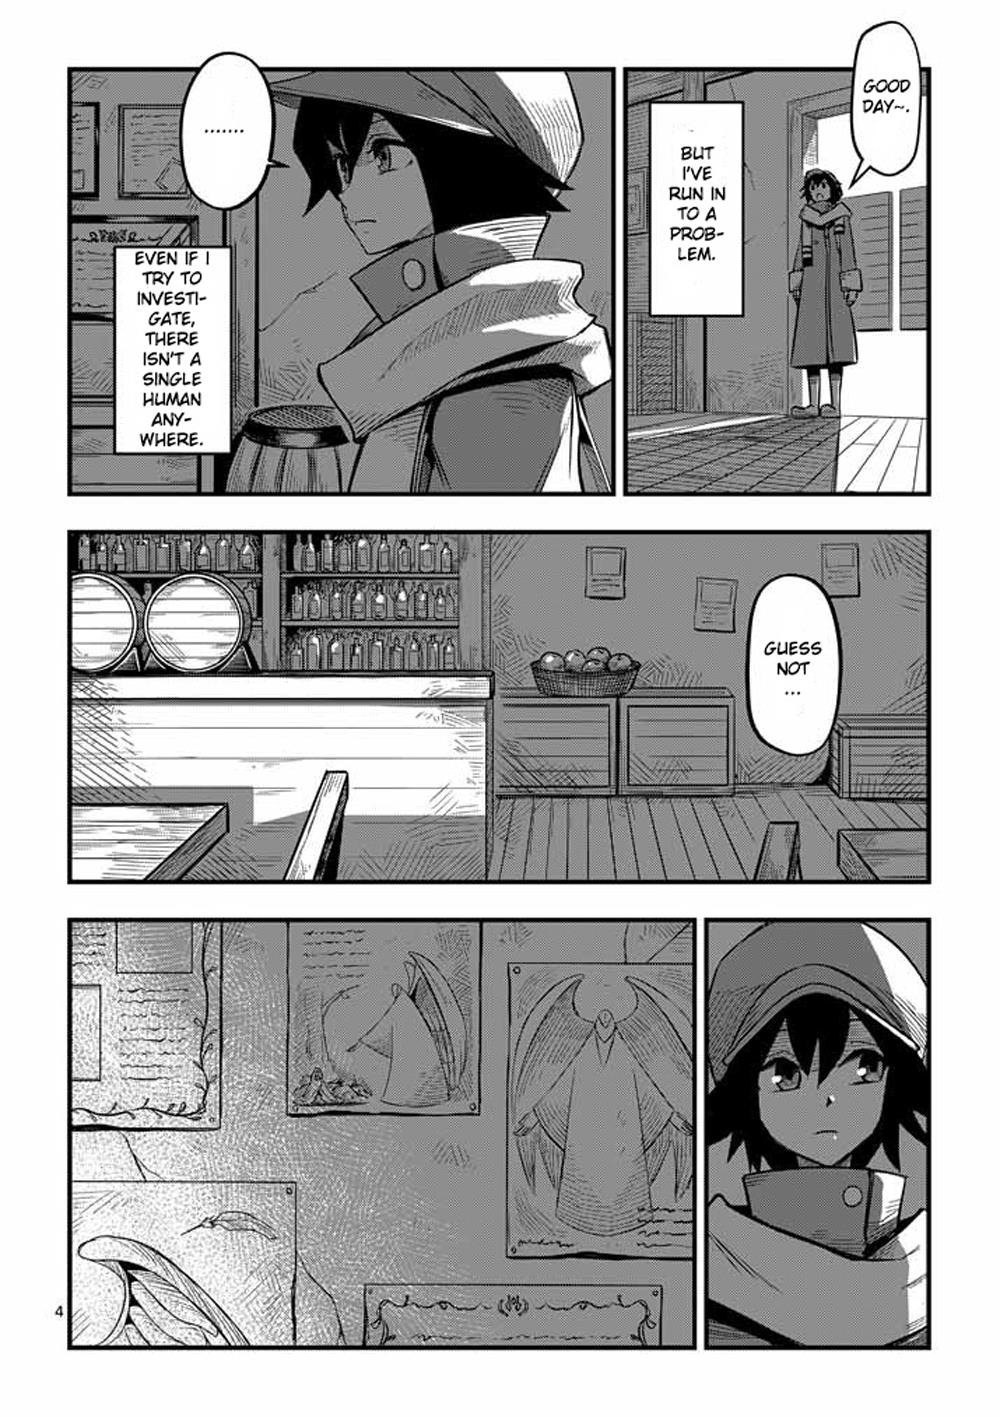 GOOD
DAY~.
BUT
I'VE
RUN IN
TO A
PROB-
LEM.
.......
EVEN IF I
TRY TO
INVESTI-
GATE,
THERE
ISN'T A
SINGLE
HUMAN
ANY-
WHERE.
GUESS
NOT
...
4